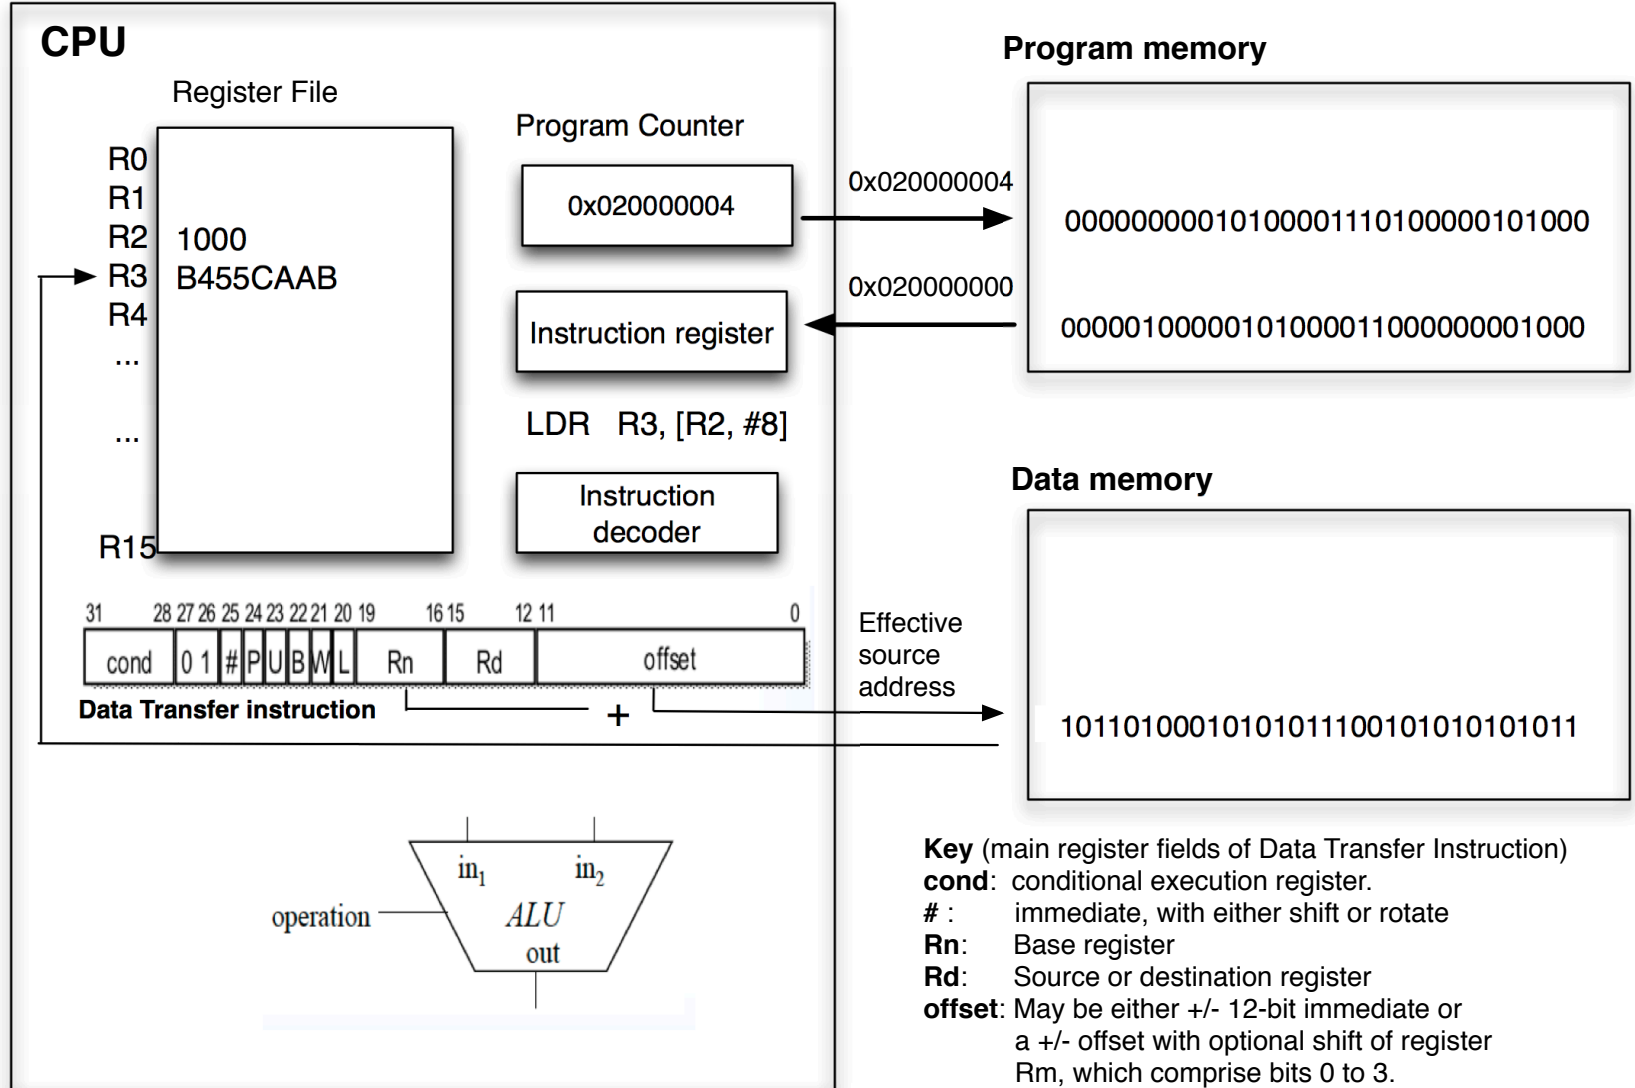 CPU
Register File
R0
R1
R2 1000
R3 B455CAAB
R4
...
...
R15
Program Counter
0x020000004
Instruction register
LDR R3, [R2, #8]
Instruction
decoder
0x020000004
0x020000000
Program memory
00000000010100001110100000101000
00000100000101000011000000001000
31 28 27 26 25 24 23 22 21 20 19 16 15 12 11 0
cond 0 1 # P U B W L Rn Rd offset
Data Transfer instruction
+
Effective
source
address
Data memory
10110100010101011100101010101011
in1 in2
operation
ALU
out
Key (main register fields of Data Transfer Instruction)
cond: conditional execution register.
# : immediate, with either shift or rotate
Rn: Base register
Rd: Source or destination register
offset: May be either +/- 12-bit immediate or
a +/- offset with optional shift of register
Rm, which comprise bits 0 to 3.